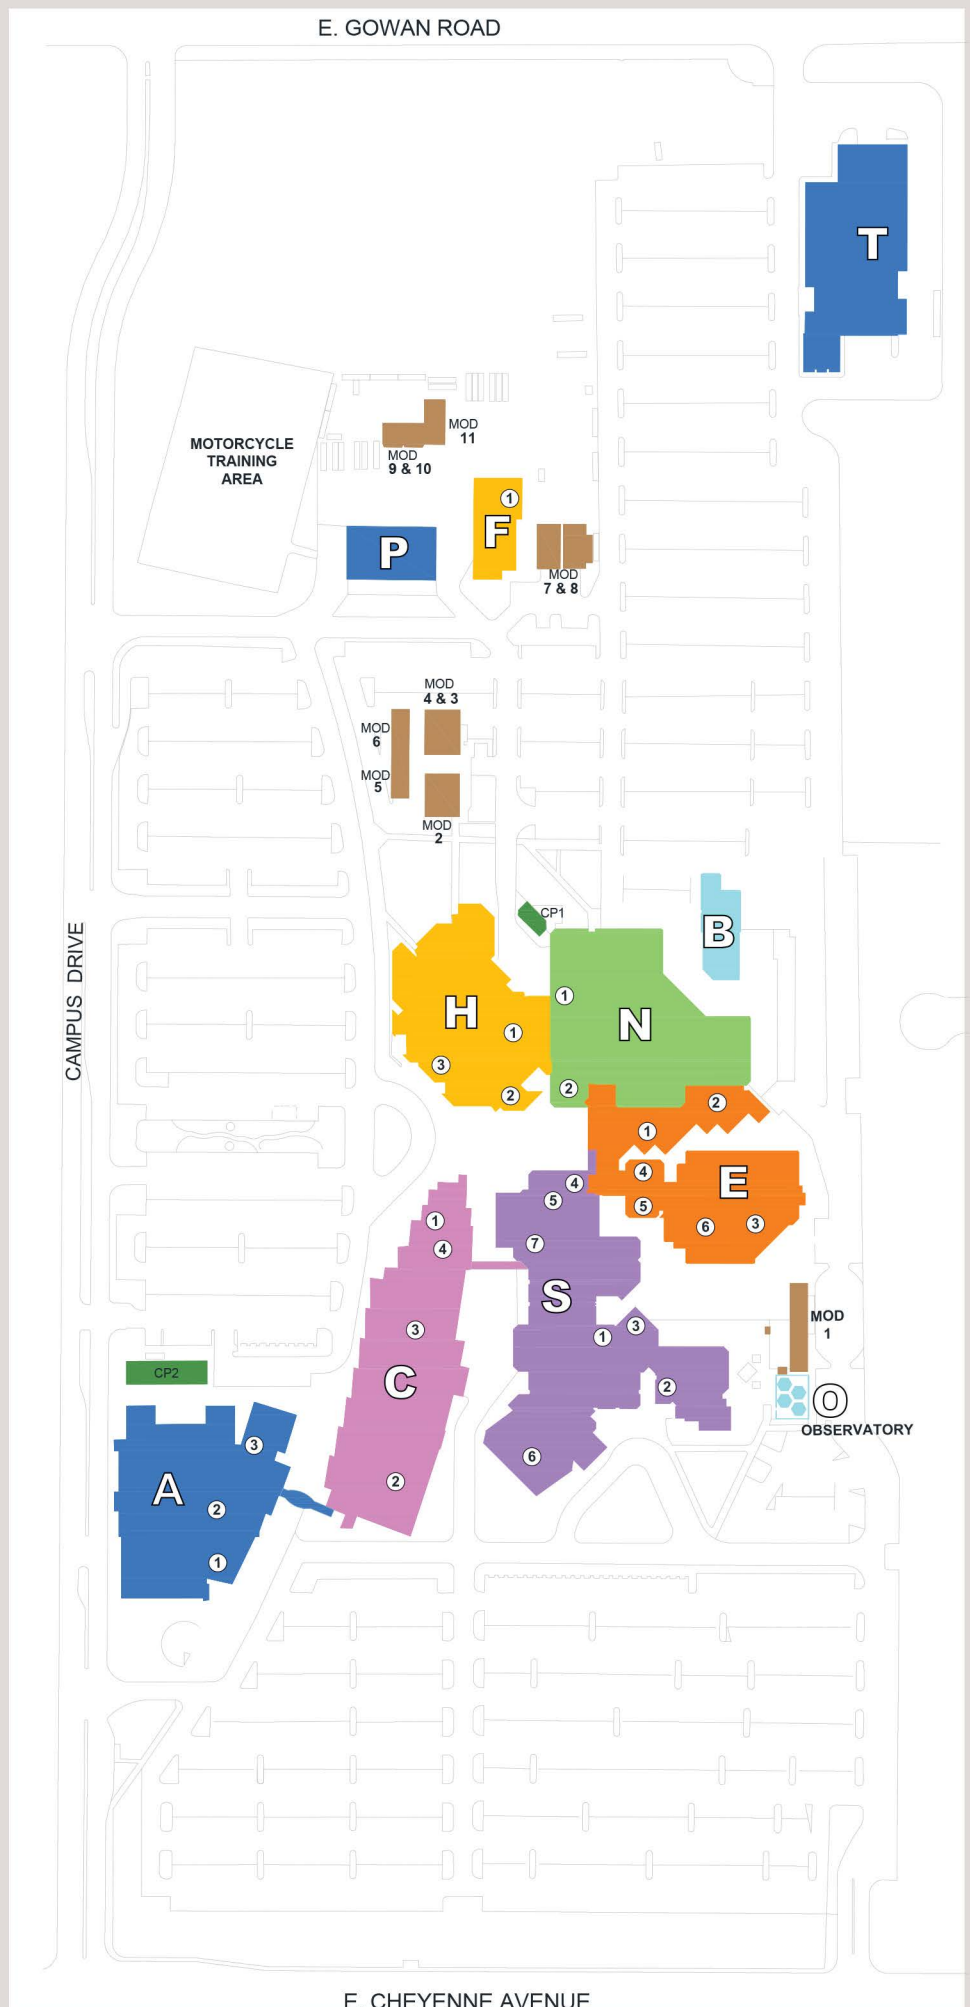 E. GOWAN ROAD
T
MOTORCYCLE
TRAINING
AREA
MOD
11
MOD
9 & 10
1
F
P
MOD
7 & 8
MOD
4 & 3
MOD
6
MOD
5
MOD
2
CP1
B
CAMPUS DRIVE
H
1
3
2
1
N
2
2
1
4
E
5
6
3
4
5
7
S
1
3
2
6
1
4
3
C
2
MOD
1
O
OBSERVATORY
CP2
3
A
2
1
E. CHEYENNE AVENUE